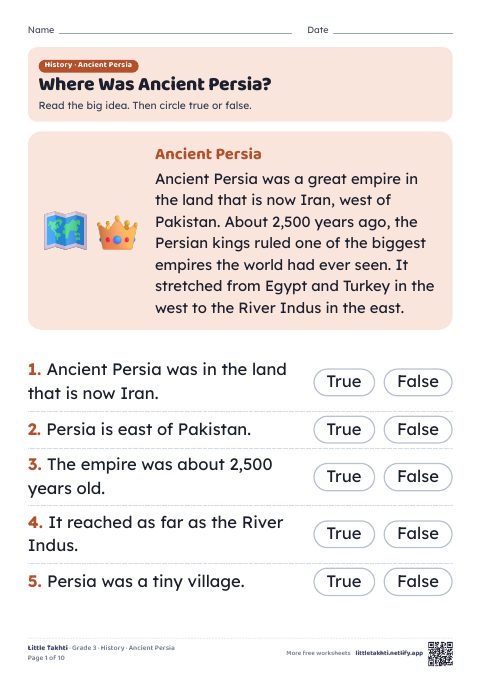 Name
Date
History · Ancient Persia
Where Was Ancient Persia?
Read the big idea. Then circle true or false.
Ancient Persia
Ancient Persia was a great empire in
the land that is now Iran, west of
Pakistan. About 2,500 years ago, the
Persian kings ruled one of the biggest
empires the world had ever seen. It
stretched from Egypt and Turkey in the
west to the River Indus in the east.
1. Ancient Persia was in the land
that is now Iran.
True False
2. Persia is east of Pakistan.
True False
3. The empire was about 2,500
years old.
True False
4. It reached as far as the River
Indus.
True False
5. Persia was a tiny village.
True False
Little Takhti · Grade 3 · History · Ancient Persia
Page 1 of 10
More free worksheets · littletakhti.netlify.app